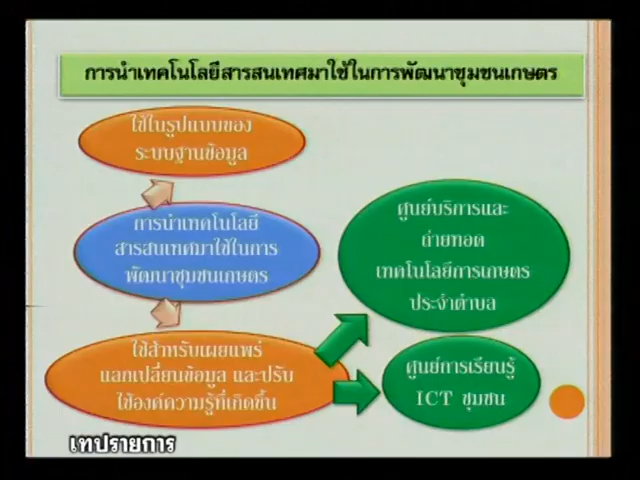 การนำเทคโนโลยีสารสนเทศมาใช้ในการพัฒนาชุมชนเกษตร
ใช้ในรูปแบบของ
ระบบฐานข้อมูล
การนำเทคโนโลยี
สารสนเทศมาใช้ในการ
พัฒนาชุมชนเกษตร
ศูนย์บริการและ
ถ่ายทอด
เทคโนโลยีการเกษตร
ประจำตำบล
ใช้สำหรับเผยแพร่
แลกเปลี่ยนข้อมูล และปรับ
ใช้องค์ความรู้ที่เกิดขึ้น
ศูนย์การเรียนรู้
ICT ชุมชน
เทปรายการ